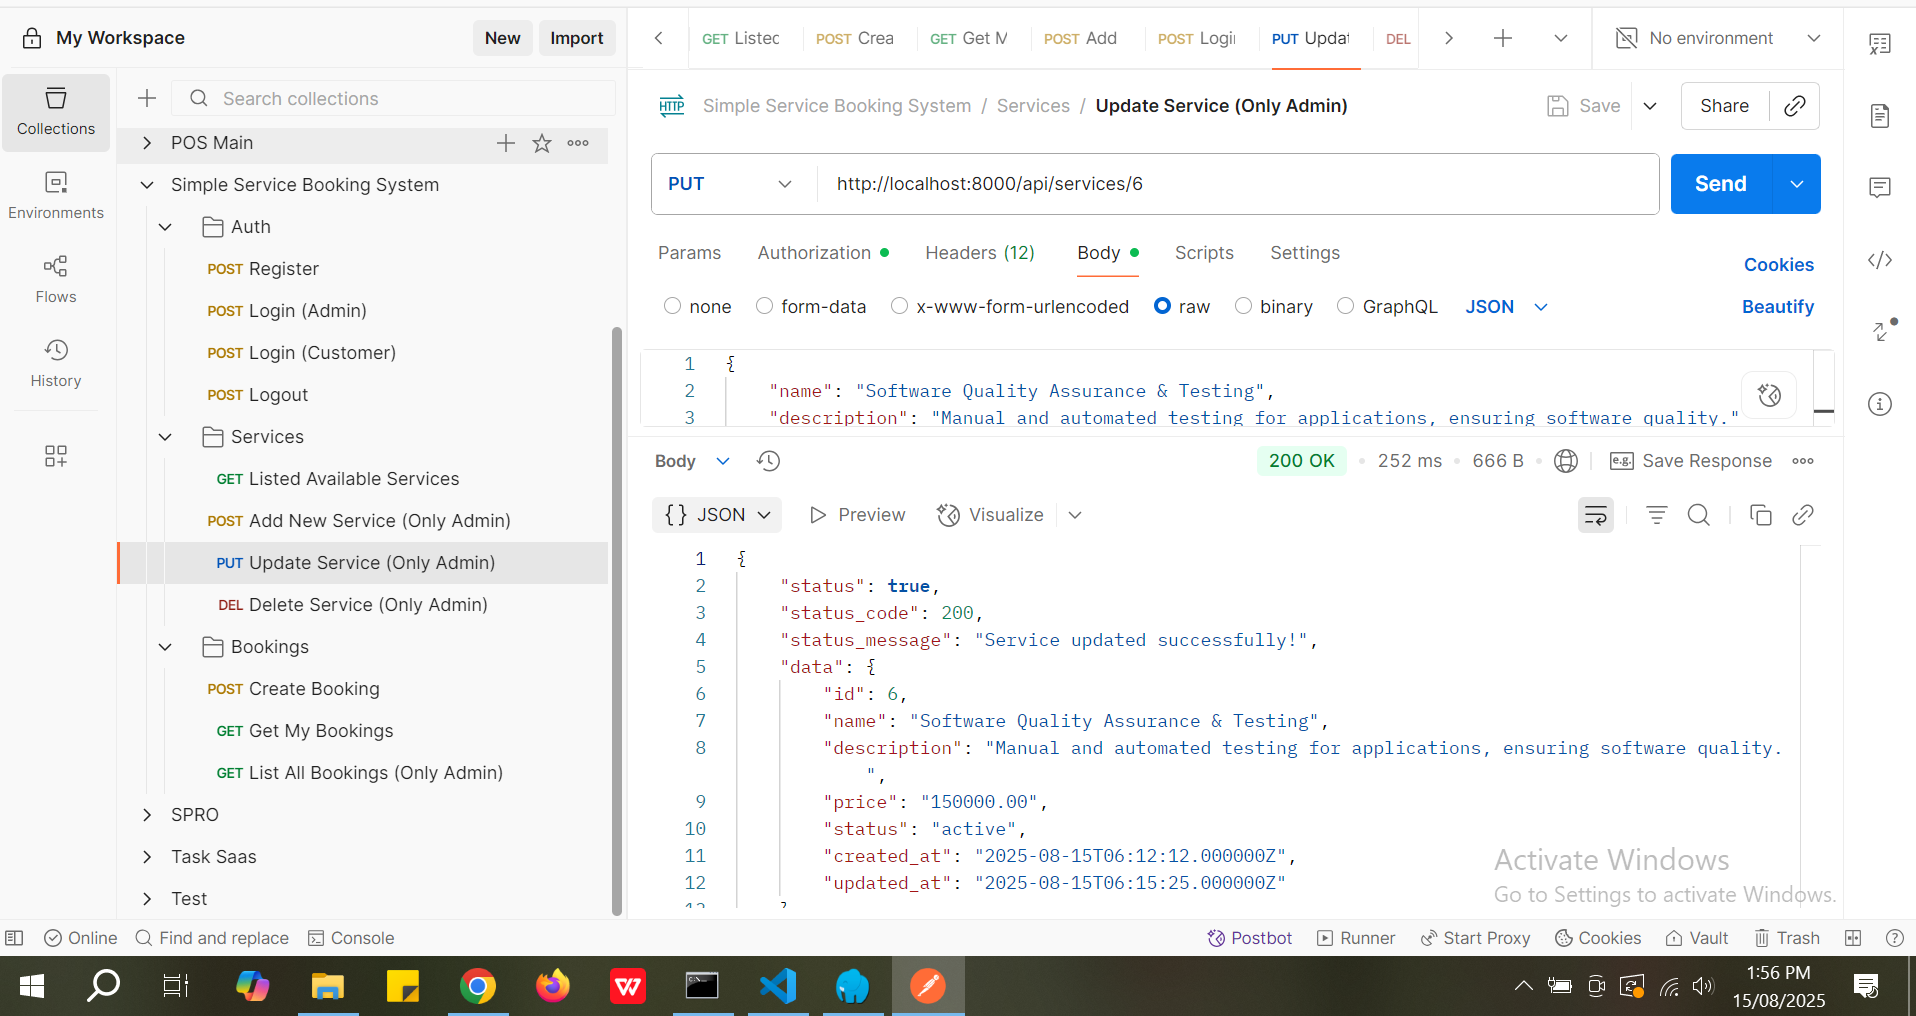 My Workspace
New
Import
GET Listed
POST Crea
GET Get M
POST Add
POST Logi
PUT Updat
DEL
No environment
Collections
Environments
Flows
History
Search collections
POS Main
Simple Service Booking System
Auth
POST Register
POST Login (Admin)
POST Login (Customer)
POST Logout
Services
GET Listed Available Services
POST Add New Service (Only Admin)
PUT Update Service (Only Admin)
DEL Delete Service (Only Admin)
Bookings
POST Create Booking
GET Get My Bookings
GET List All Bookings (Only Admin)
SPRO
Task Saas
Test
HTTP Simple Service Booking System / Services / Update Service (Only Admin)
Save
Share
PUT
http://localhost:8000/api/services/6
Send
Params
Authorization
Headers (12)
Body
Scripts
Settings
Cookies
none
form-data
x-www-form-urlencoded
raw
binary
GraphQL
JSON
Beautify
1 {
2 "name": "Software Quality Assurance & Testing",
3 "description": "Manual and automated testing for applications, ensuring software quality."
Body
200 OK
252 ms
666 B
e.g. Save Response
{} JSON
Preview
Visualize
1 {
2 "status": true,
3 "status_code": 200,
4 "status_message": "Service updated successfully!",
5 "data": {
6 "id": 6,
7 "name": "Software Quality Assurance & Testing",
8 "description": "Manual and automated testing for applications, ensuring software quality.
",
9 "price": "150000.00",
10 "status": "active",
11 "created_at": "2025-08-15T06:12:12.000000Z",
12 "updated_at": "2025-08-15T06:15:25.000000Z"
Activate Windows
Go to Settings to activate Windows.
Online
Find and replace
Console
Postbot
Runner
Start Proxy
Cookies
Vault
Trash
1:56 PM
15/08/2025